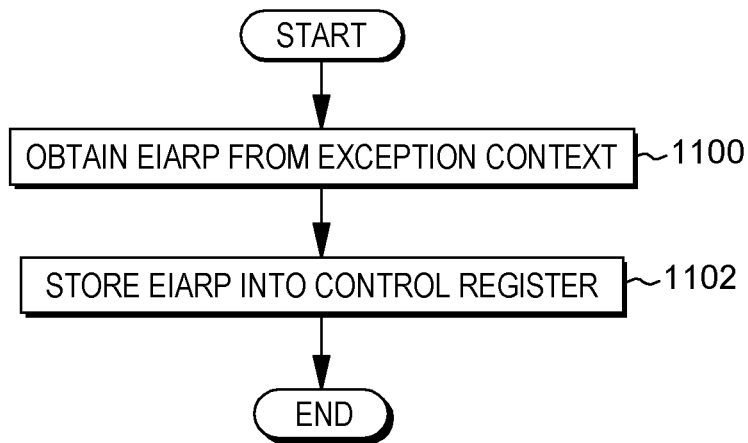 START
OBTAIN EIARP FROM EXCEPTION CONTEXT
1100
STORE EIARP INTO CONTROL REGISTER
1102
END